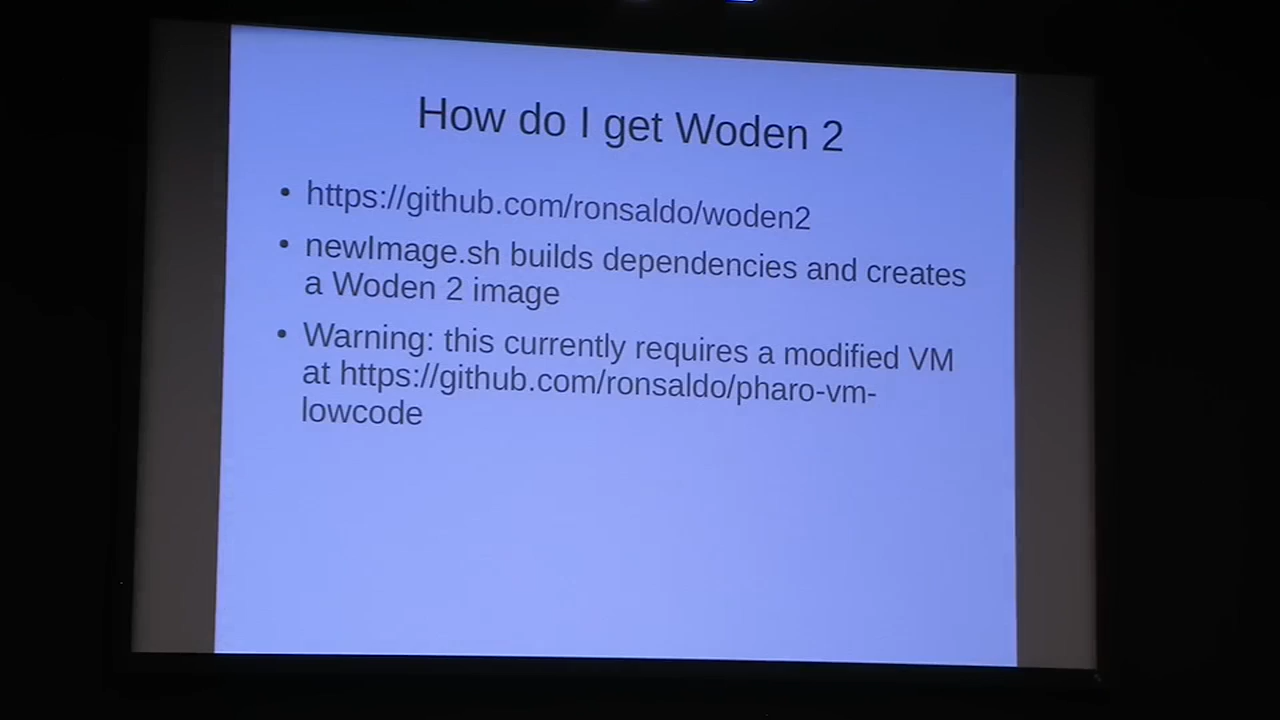 How do I get Woden 2
• https://github.com/ronsaldo/woden2
• newImage.sh builds dependencies and creates
a Woden 2 image
• Warning: this currently requires a modified VM
at https://github.com/ronsaldo/pharo-vm-
lowcode